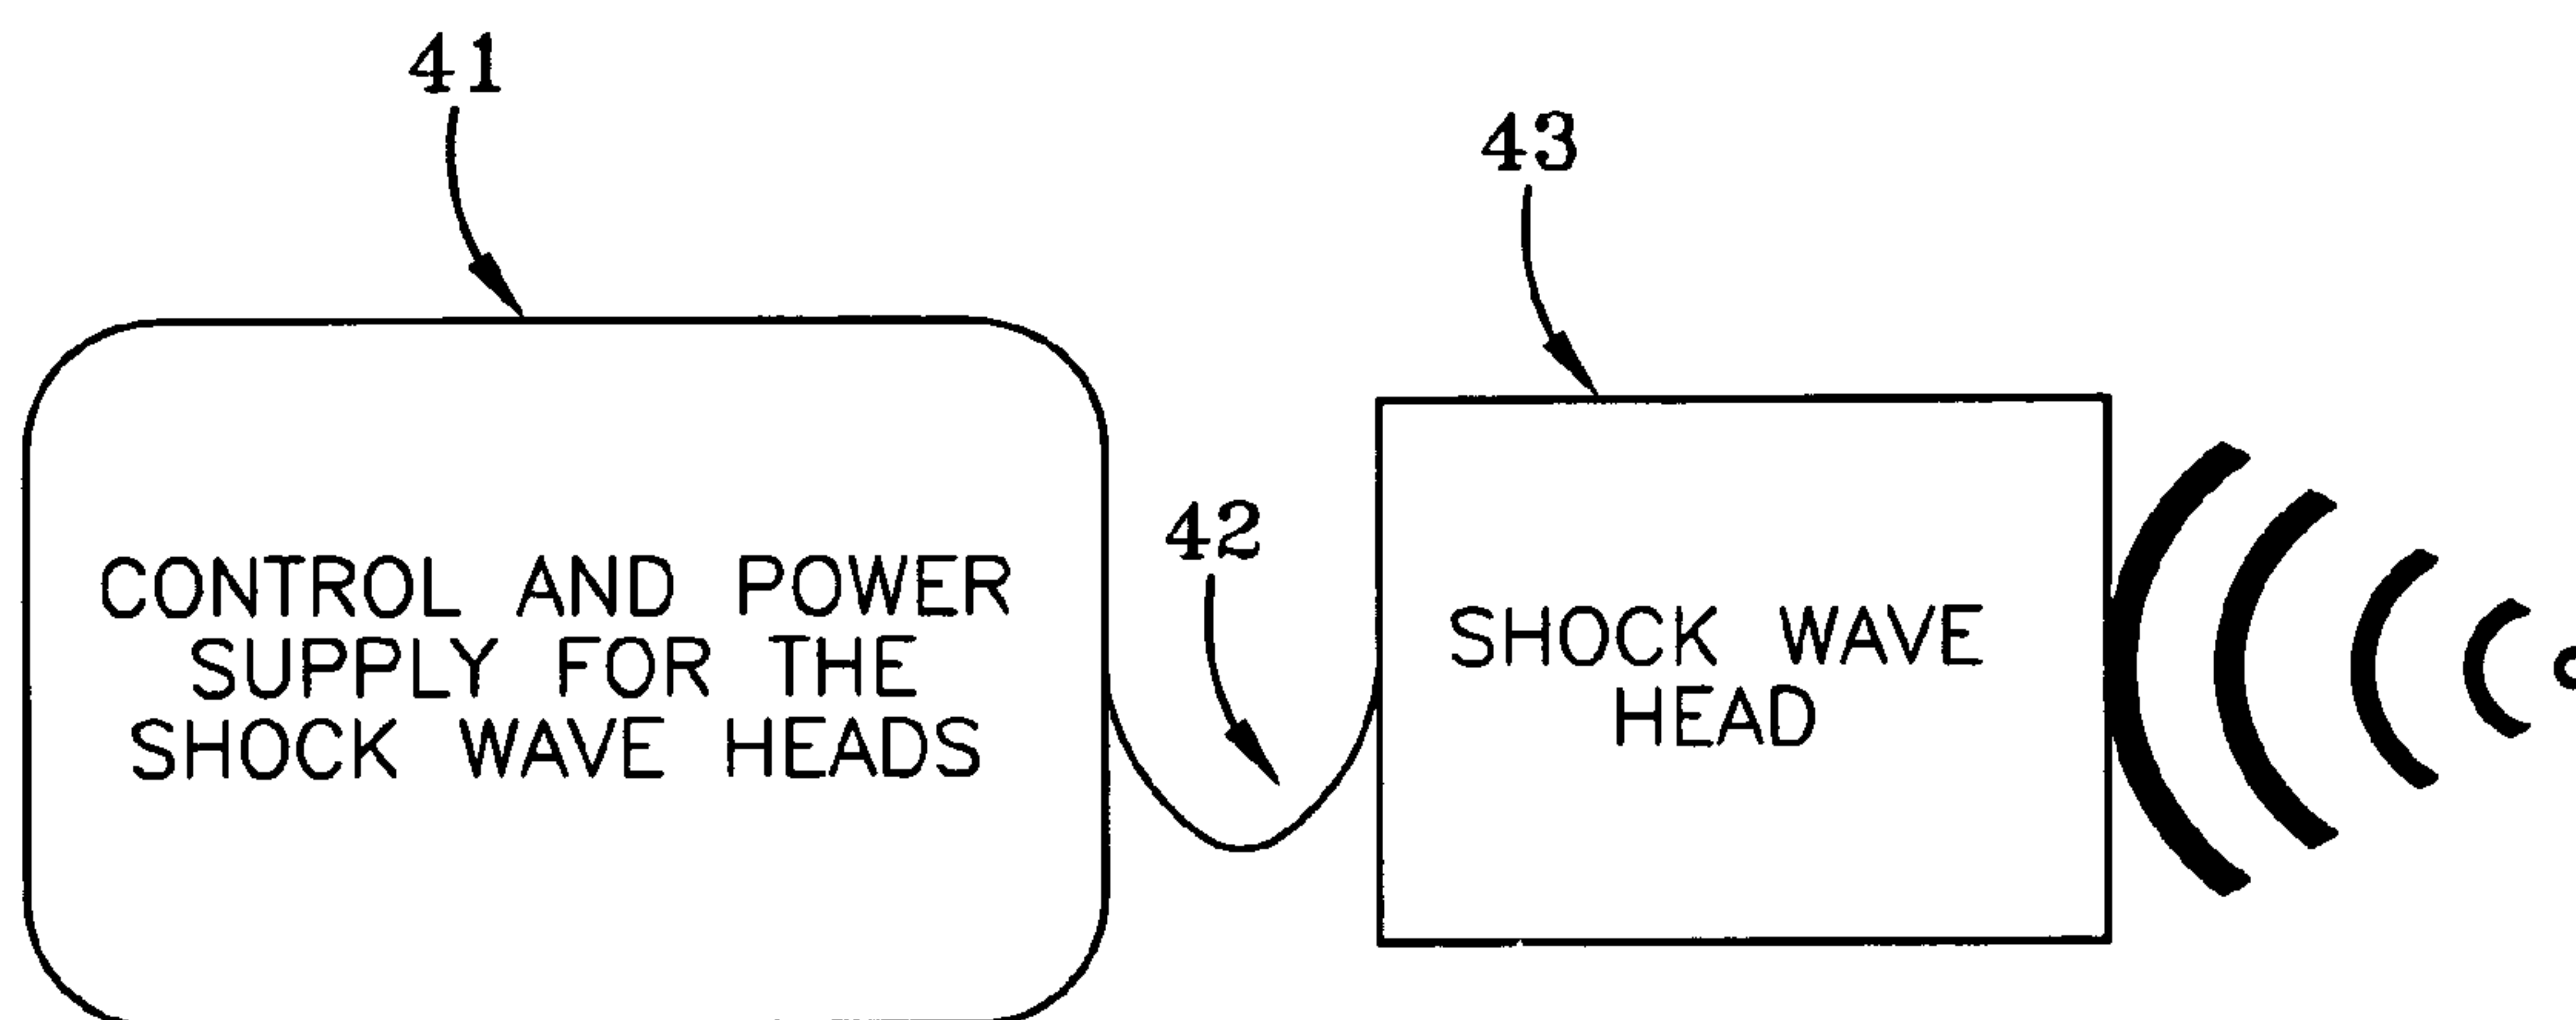 41
43
42
CONTROL AND POWER
SUPPLY FOR THE
SHOCK WAVE HEADS
SHOCK WAVE
HEAD